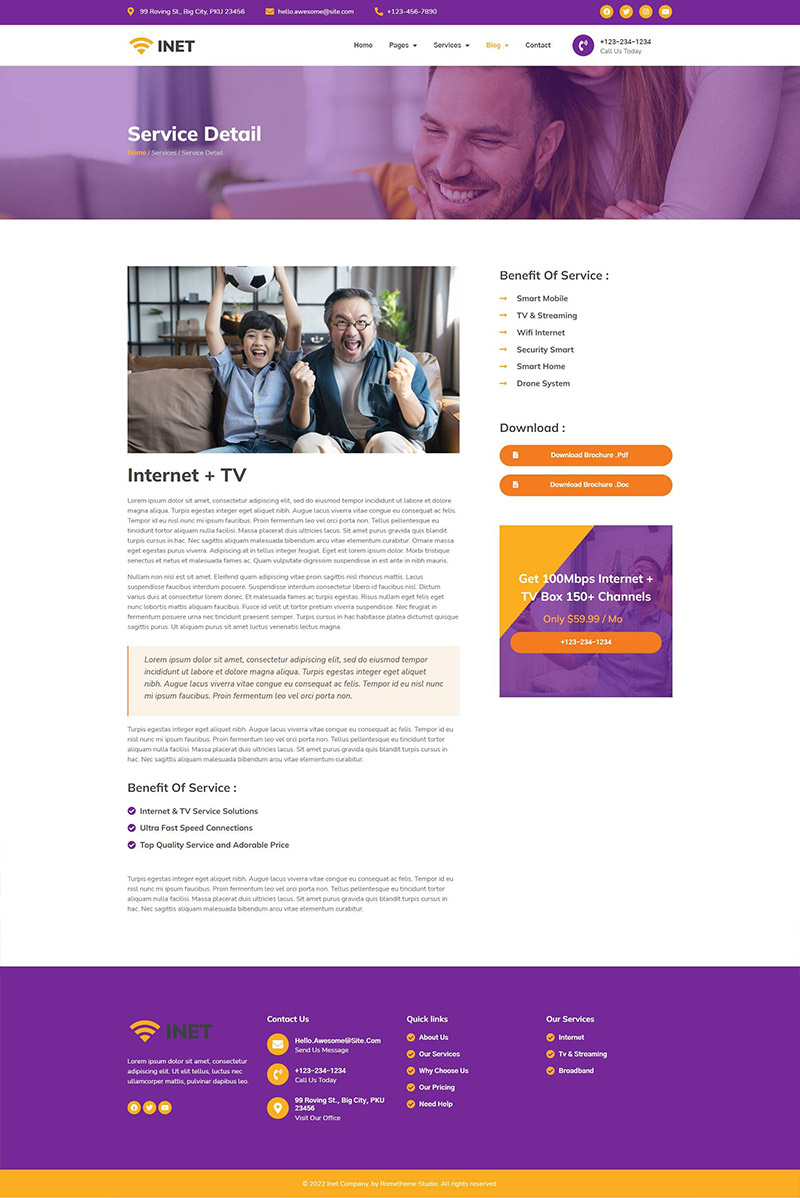 99 Roving St., Big City, PKU 23456
hello.awesome@site.com
+123-456-7890
INET
Home
Pages
Services
Blog
Contact
+123-234-1234
Call Us Today
Service Detail
Home / Services / Service Detail
Internet + TV
Lorem ipsum dolor sit amet, consectetur adipiscing elit, sed do eiusmod tempor incididunt ut labore et dolore
magna aliqua. Turpis egestas integer eget aliquet nibh. Augue lacus viverra vitae congue eu consequat ac felis.
Tempor id eu nisl nunc mi ipsum faucibus. Proin fermentum leo vel orci porta non. Tellus pellentesque eu
tincidunt tortor aliquam nulla facilisi. Massa placerat duis ultricies lacus. Sit amet purus gravida quis blandit
turpis cursus in hac. Nec sagittis aliquam malesuada bibendum arcu vitae elementum curabitur. Ornare massa
eget egestas purus viverra. Adipiscing at in tellus integer feugiat. Eget est lorem ipsum dolor. Morbi tristique
senectus et netus et malesuada fames ac. Quam vulputate dignissim suspendisse in est ante in nibh mauris.
Nullam non nisi est sit amet. Eleifend quam adipiscing vitae proin sagittis nisl rhoncus mattis. Lacus
suspendisse faucibus interdum posuere. Suspendisse interdum consectetur libero id faucibus nisl. Dictum
varius duis at consectetur lorem donec. Et malesuada fames ac turpis egestas. Risus nullam eget felis eget
nunc lobortis mattis aliquam faucibus. Fusce id velit ut tortor pretium viverra suspendisse. Nec feugiat in
fermentum posuere urna nec tincidunt praesent semper. Turpis cursus in hac habitasse platea dictumst quisque
sagittis purus. Ut aliquam purus sit amet luctus venenatis lectus magna.
Lorem ipsum dolor sit amet, consectetur adipiscing elit, sed do eiusmod tempor
incididunt ut labore et dolore magna aliqua. Turpis egestas integer eget aliquet
nibh. Augue lacus viverra vitae congue eu consequat ac felis. Tempor id eu nisl nunc
mi ipsum faucibus. Proin fermentum leo vel orci porta non.
Turpis egestas integer eget aliquet nibh. Augue lacus viverra vitae congue eu consequat ac felis. Tempor id eu
nisl nunc mi ipsum faucibus. Proin fermentum leo vel orci porta non. Tellus pellentesque eu tincidunt tortor
aliquam nulla facilisi. Massa placerat duis ultricies lacus. Sit amet purus gravida quis blandit turpis cursus in
hac. Nec sagittis aliquam malesuada bibendum arcu vitae elementum curabitur.
Benefit Of Service :
Internet & TV Service Solutions
Ultra Fast Speed Connections
Top Quality Service and Adorable Price
Turpis egestas integer eget aliquet nibh. Augue lacus viverra vitae congue eu consequat ac felis. Tempor id eu
nisl nunc mi ipsum faucibus. Proin fermentum leo vel orci porta non. Tellus pellentesque eu tincidunt tortor
aliquam nulla facilisi. Massa placerat duis ultricies lacus. Sit amet purus gravida quis blandit turpis cursus in
hac. Nec sagittis aliquam malesuada bibendum arcu vitae elementum curabitur.
Benefit Of Service :
Smart Mobile
TV & Streaming
Wifi Internet
Security Smart
Smart Home
Drone System
Download :
Download Brochure .Pdf
Download Brochure .Doc
Get 100Mbps Internet +
TV Box 150+ Channels
Only $59.99 / Mo
+123-234-1234
INET
Lorem ipsum dolor sit amet, consectetur
adipiscing elit. Ut elit tellus, luctus nec
ullamcorper mattis, pulvinar dapibus leo.
Contact Us
Hello.Awesome@Site.Com
Send Us Message
+123-234-1234
Call Us Today
99 Roving St., Big City, PKU
23456
Visit Our Office
Quick links
About Us
Our Services
Why Choose Us
Our Pricing
Need Help
Our Services
Internet
Tv & Streaming
Broadband
© 2022 Inet Company. by Rometheme Studio. All rights reserved.